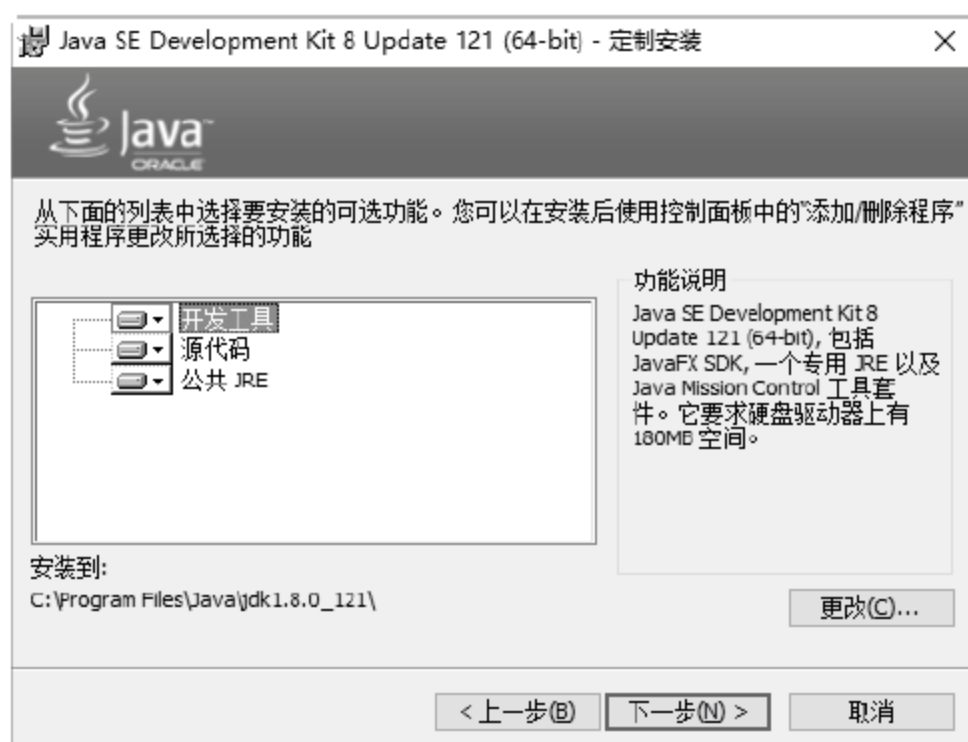 Java SE Development Kit 8 Update 121 (64-bit) - 定制安装
Java™
ORACLE
从下面的列表中选择要安装的可选功能。您可以在安装后使用控制面板中的“添加/删除程序”
实用程序更改所选择的功能
开发工具
源代码
公共 JRE
功能说明
Java SE Development Kit 8
Update 121 (64-bit), 包括
JavaFX SDK, 一个专用 JRE 以及
Java Mission Control 工具套
件。它要求硬盘驱动器上有
180MB 空间。
安装到:
C:\Program Files\Java\jdk1.8.0_121\
更改(C)...
<上一步(B)
下一步(N) >
取消